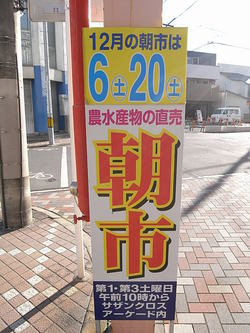 12月の朝市は
6土20土
農水産物の直売
朝市
第1・第3土曜日
午前10時から
サザンクロス
アーケード内